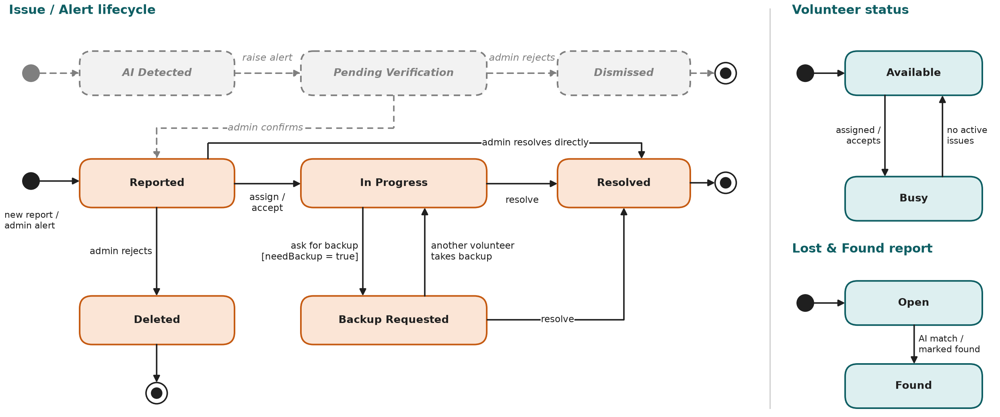 Issue / Alert lifecycle
raise alert
admin rejects
AI Detected
Pending Verification
Dismissed
admin confirms
admin resolves directly
Reported
In Progress
Resolved
assign /
accept
resolve
new report /
admin alert
admin rejects
ask for backup
[needBackup = true]
another volunteer
takes backup
Deleted
Backup Requested
resolve
Volunteer status
Available
assigned /
accepts
no active
issues
Busy
Lost & Found report
Open
AI match /
marked found
Found